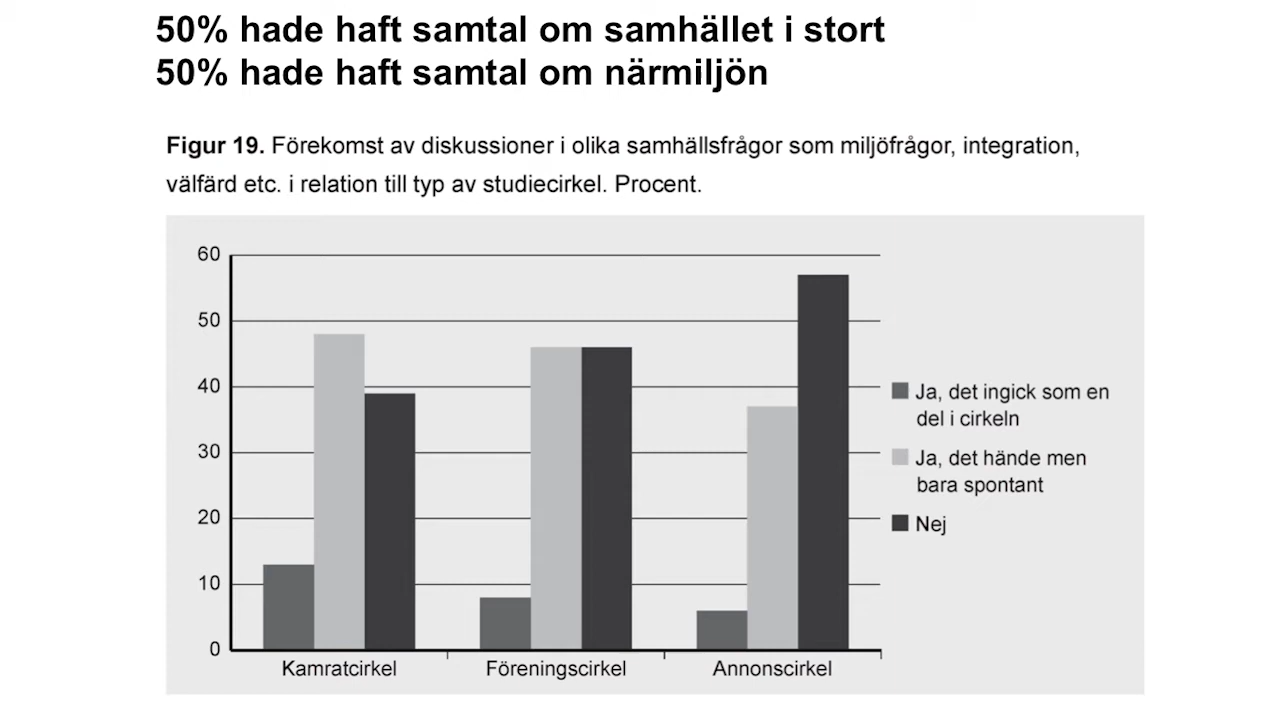 50% hade haft samtal om samhället i stort
50% hade haft samtal om närmiljön
Figur 19. Förekomst av diskussioner i olika samhällsfrågor som miljöfrågor, integration,
välfärd etc. i relation till typ av studiecirkel. Procent.
60
50
40
30
20
10
0
Kamratcirkel
Föreningscirkel
Annonscirkel
Ja, det ingick som en
del i cirkeln
Ja, det hände men
bara spontant
Nej